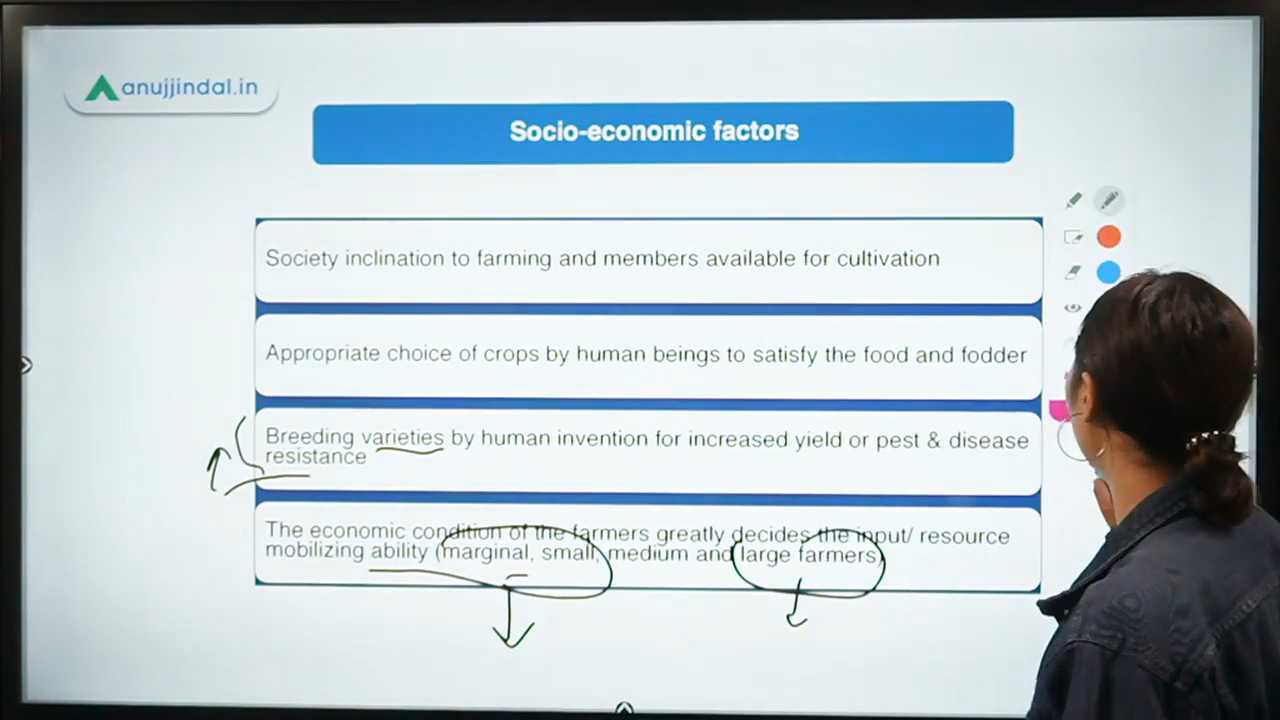 anujjindal.in
Socio-economic factors
Society inclination to farming and members available for cultivation
Appropriate choice of crops by human beings to satisfy the food and fodder
Breeding varieties by human invention for increased yield or pest & disease
resistance
The economic condition of the farmers greatly decides the input/ resource
mobilizing ability (marginal, small, medium and large farmers)